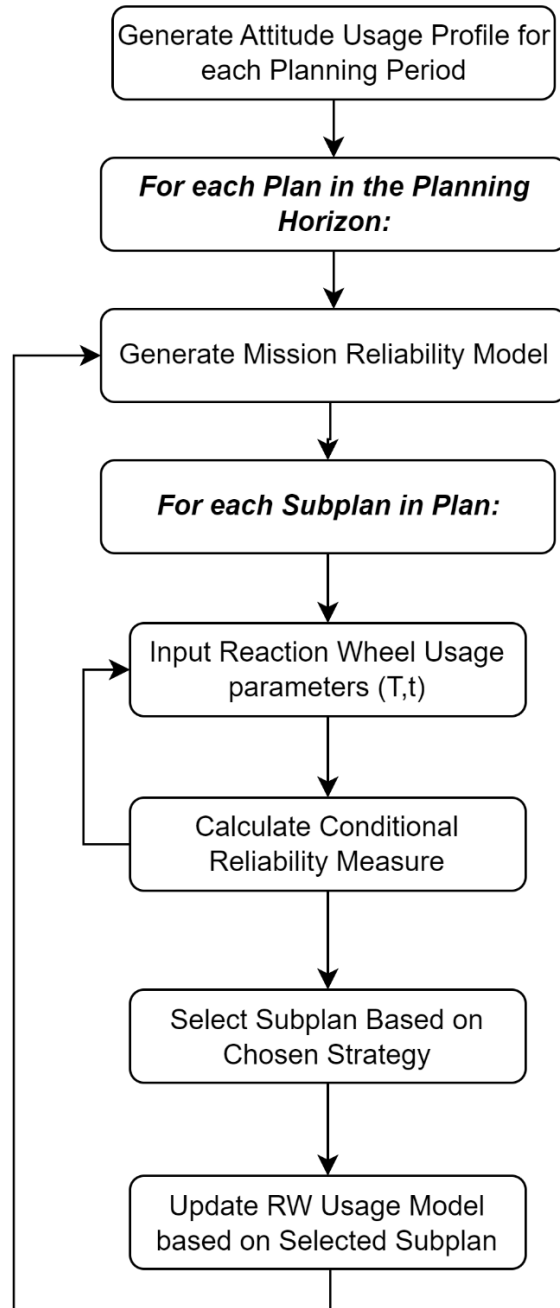 Generate Attitude Usage Profile for
each Planning Period
For each Plan in the Planning
Horizon:
Generate Mission Reliability Model
For each Subplan in Plan:
Input Reaction Wheel Usage
parameters (T,t)
Calculate Conditional
Reliability Measure
Select Subplan Based on
Chosen Strategy
Update RW Usage Model
based on Selected Subplan